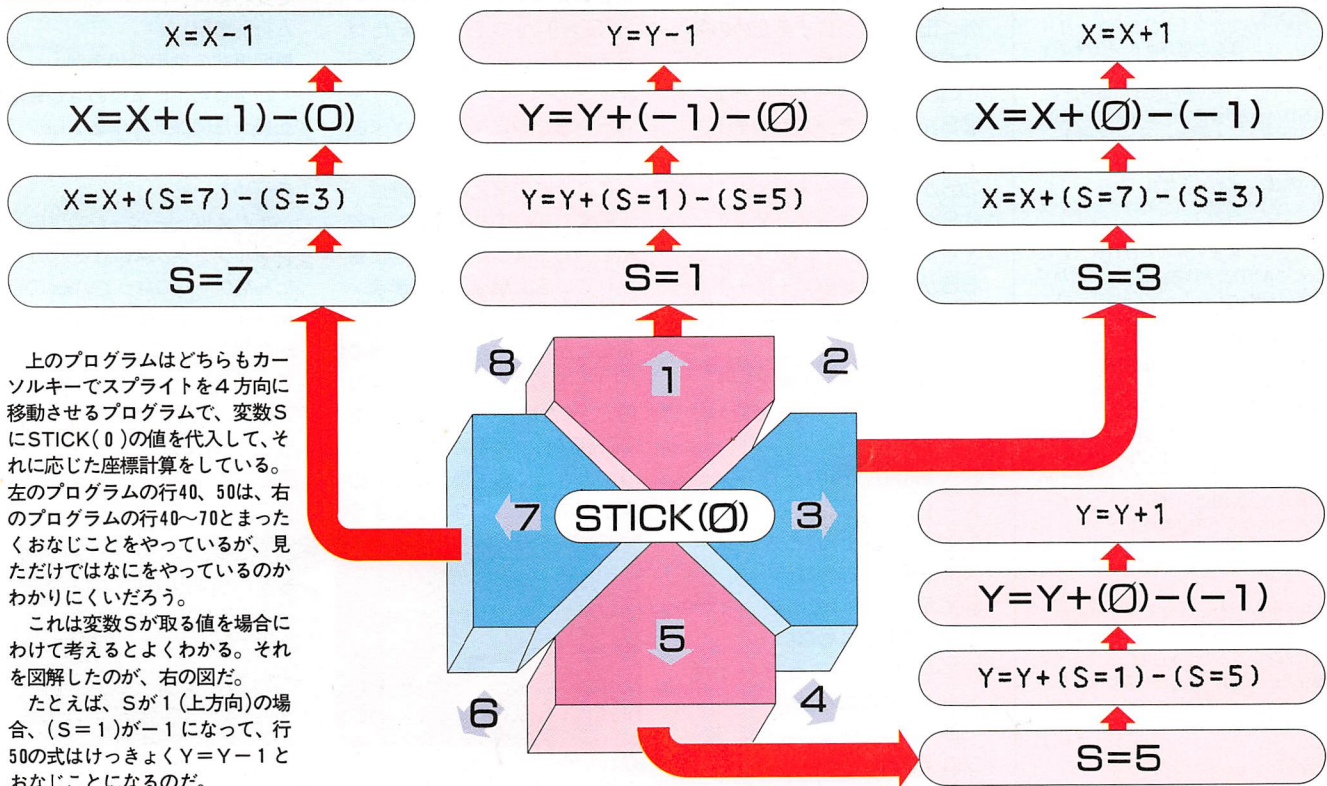 X=X-1
X=X+(-1)-(0)
X=X+(S=7)-(S=3)
S=7
Y=Y-1
Y=Y+(-1)-(Ø)
Y=Y+(S=1)-(S=5)
S=1
X=X+1
X=X+(Ø)-(-1)
X=X+(S=7)-(S=3)
S=3
上のプログラムはどちらもカー
ソルキーでスプライトを4方向に
移動させるプログラムで、変数S
にSTICK(0)の値を代入して、そ
れに応じた座標計算をしている。
左のプログラムの行40、50は、右
のプログラムの行40〜70とまった
くおなじことをやっているが、見
ただけではなにをやっているのか
わかりにくいだろう。
これは変数Sが取る値を場合に
わけて考えるとよくわかる。それ
を図解したのが、右の図だ。
たとえば、Sが1(上方向)の場
合、(S=1)が-1になって、行
50の式はけっきょくY=Y-1と
おなじことになるのだ。
8
1
2
7
STICK(Ø)
3
6
5
4
Y=Y+1
Y=Y+(Ø)-(-1)
Y=Y+(S=1)-(S=5)
S=5